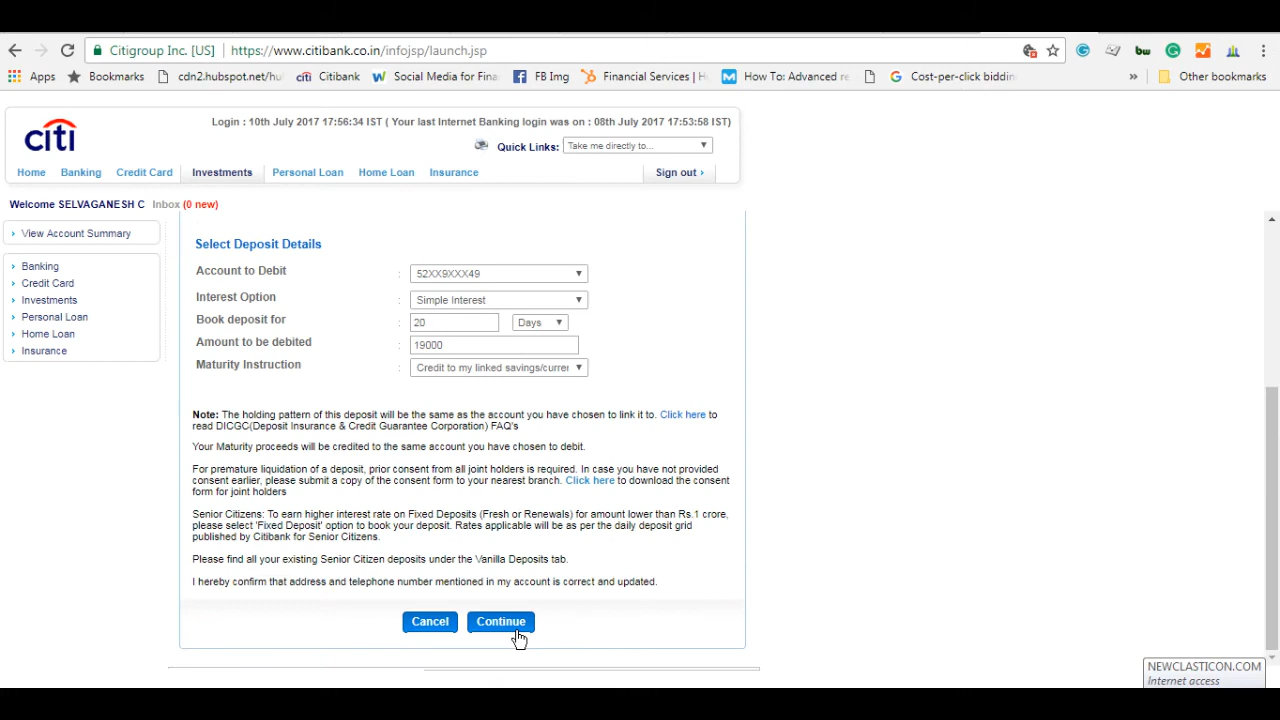 Citigroup Inc. [US] https://www.citibank.co.in/infojsp/launch.jsp
Apps Bookmarks cdn2.hubspot.net/hu Citibank Social Media for Fina FB Img Financial Services | H How To: Advanced re Cost-per-click biddin » Other bookmarks
citi
Login : 10th July 2017 17:56:34 IST ( Your last Internet Banking login was on : 08th July 2017 17:53:58 IST)
Quick Links: Take me directly to...
Home Banking Credit Card Investments Personal Loan Home Loan Insurance Sign out ›
Welcome SELVAGANESH C Inbox (0 new)
View Account Summary
Banking
Credit Card
Investments
Personal Loan
Home Loan
Insurance
Select Deposit Details
Account to Debit : 52XX9XXX49
Interest Option : Simple Interest
Book deposit for : 20 Days
Amount to be debited : 19000
Maturity Instruction : Credit to my linked savings/currer
Note: The holding pattern of this deposit will be the same as the account you have chosen to link it to. Click here to
read DICGC(Deposit Insurance & Credit Guarantee Corporation) FAQ's
Your Maturity proceeds will be credited to the same account you have chosen to debit.
For premature liquidation of a deposit, prior consent from all joint holders is required. In case you have not provided
consent earlier, please submit a copy of the consent form to your nearest branch. Click here to download the consent
form for joint holders
Senior Citizens: To earn higher interest rate on Fixed Deposits (Fresh or Renewals) for amount lower than Rs.1 crore,
please select 'Fixed Deposit' option to book your deposit. Rates applicable will be as per the daily deposit grid
published by Citibank for Senior Citizens.
Please find all your existing Senior Citizen deposits under the Vanilla Deposits tab.
I hereby confirm that address and telephone number mentioned in my account is correct and updated.
Cancel Continue
NEWCLASTICON.COM
Internet access